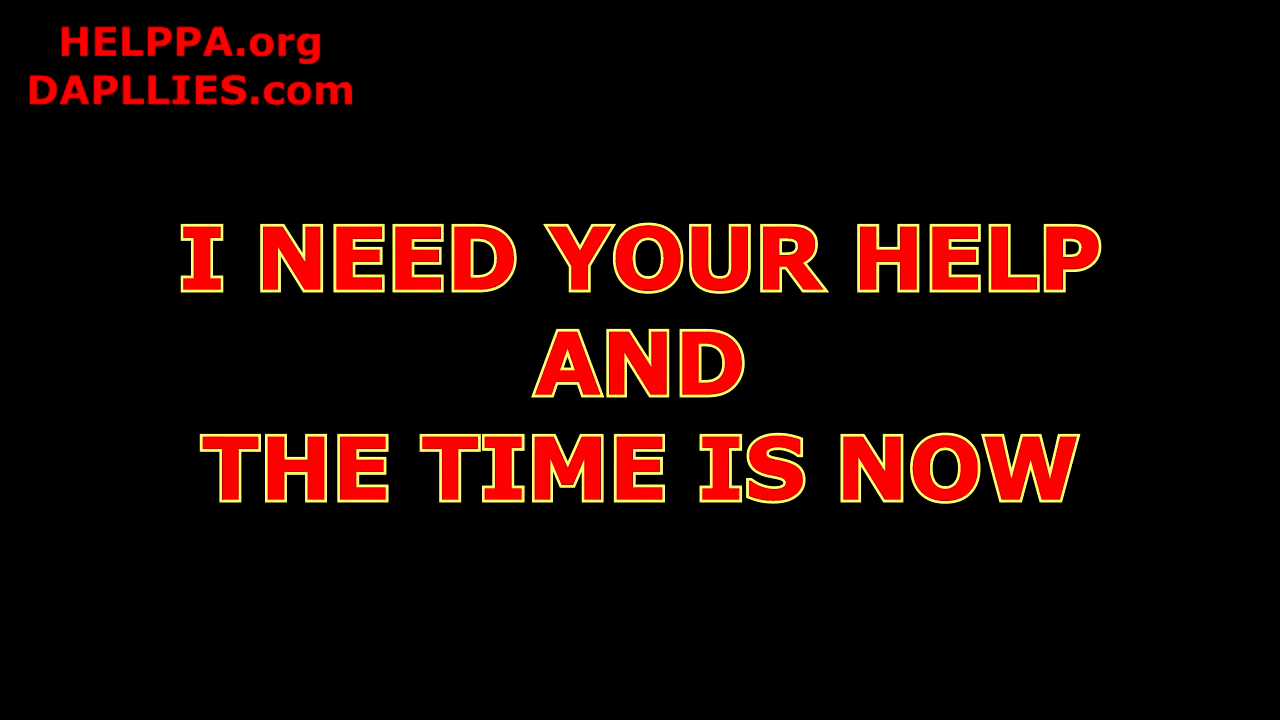 HELPPA.org
DAPLLIES.com
I NEED YOUR HELP
AND
THE TIME IS NOW